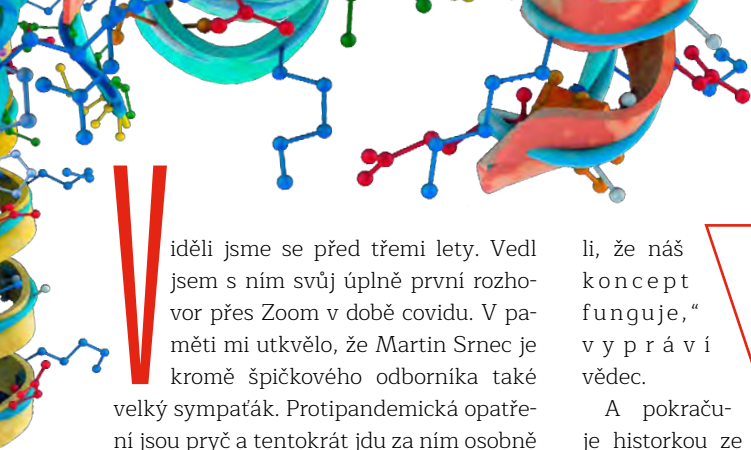 Viděli jsme se před třemi lety. Vedl
jsem s ním svůj úplně první rozho-
vor přes Zoom v době covidu. V pa-
měti mi utkvělo, že Martin Srnec je
kromě špičkového odborníka také
velký sympaťák. Protipandemická opatře-
ní jsou pryč a tentokrát jdu za ním osobně
li, že náš
koncept
funguje,“
vypráví
vědec.
A pokraču-
je historkou ze